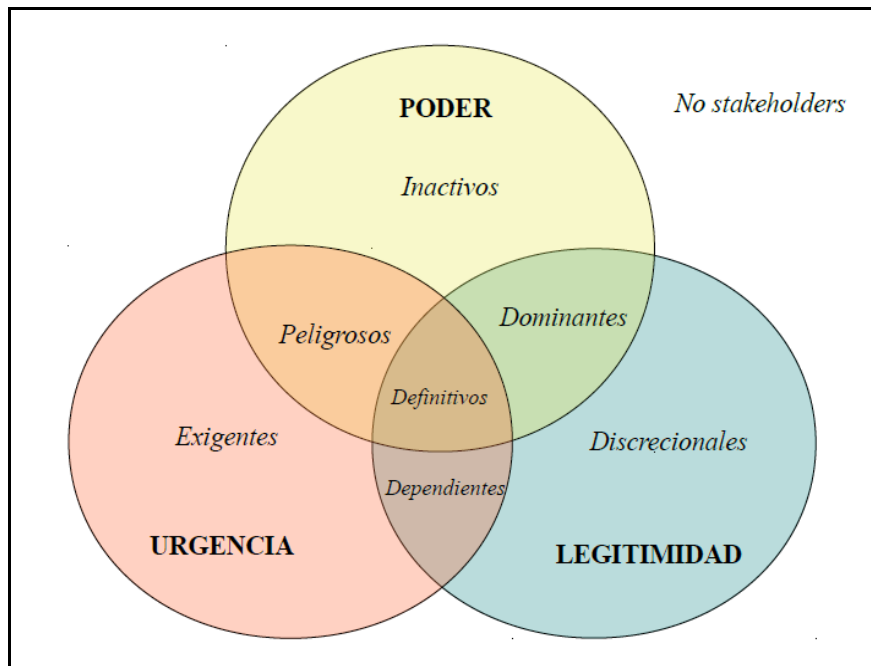 PODER
No stakeholders
Inactivos
Peligrosos
Dominantes
Definitivos
Exigentes
Discrecionales
Dependientes
URGENCIA
LEGITIMIDAD